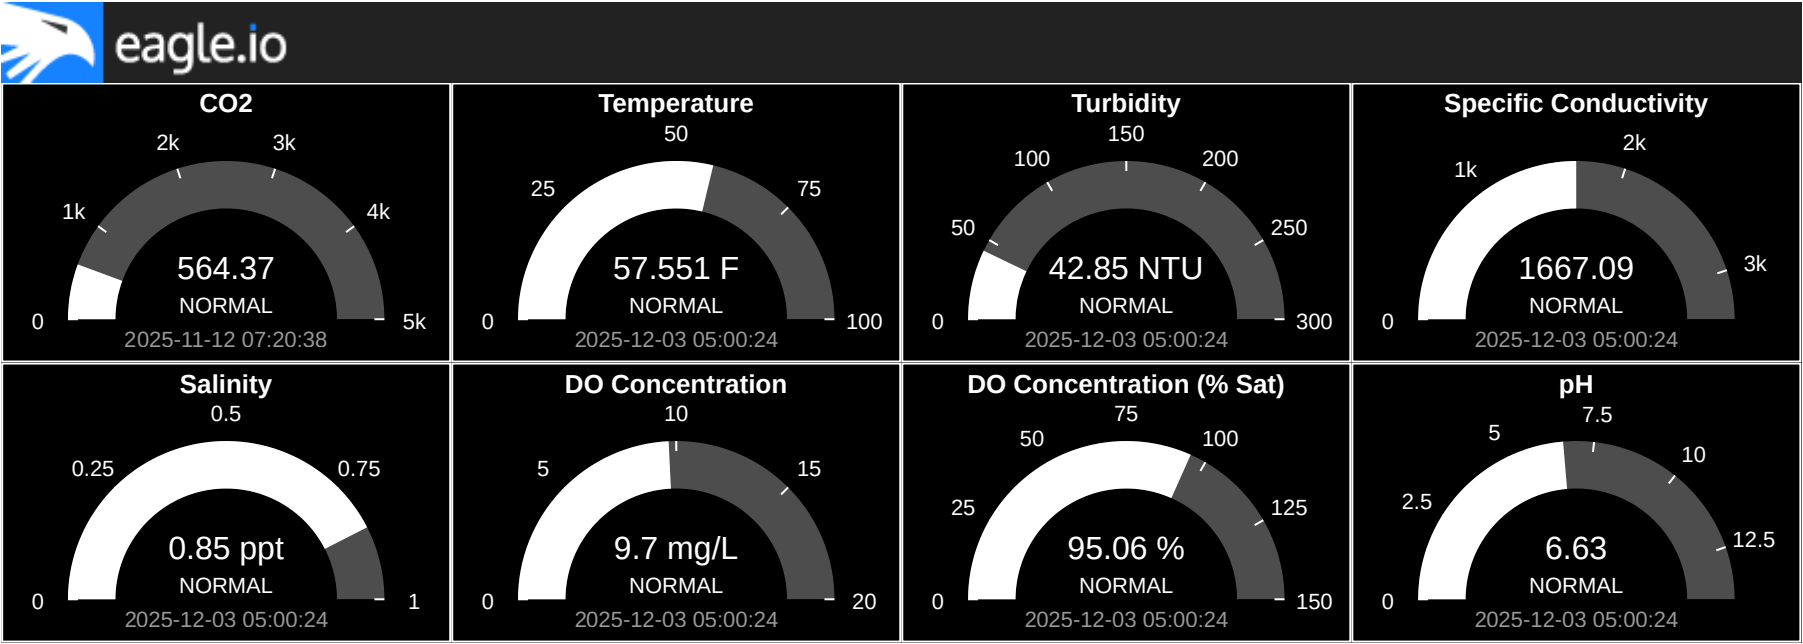 eagle.io
CO2
2k 3k
1k 4k
564.37
NORMAL
0 5k
2025-11-12 07:20:38
Temperature
50
25 75
57.551 F
NORMAL
0 100
2025-12-03 05:00:24
Turbidity
150
100 200
50 250
42.85 NTU
NORMAL
0 300
2025-12-03 05:00:24
Specific Conductivity
2k
1k
3k
1667.09
NORMAL
0
2025-12-03 05:00:24
Salinity
0.5
0.25 0.75
0.85 ppt
NORMAL
0 1
2025-12-03 05:00:24
DO Concentration
10
5 15
9.7 mg/L
NORMAL
0 20
2025-12-03 05:00:24
DO Concentration (% Sat)
75
50 100
25 125
95.06 %
NORMAL
0 150
2025-12-03 05:00:24
pH
7.5
5 10
2.5 12.5
6.63
NORMAL
0
2025-12-03 05:00:24